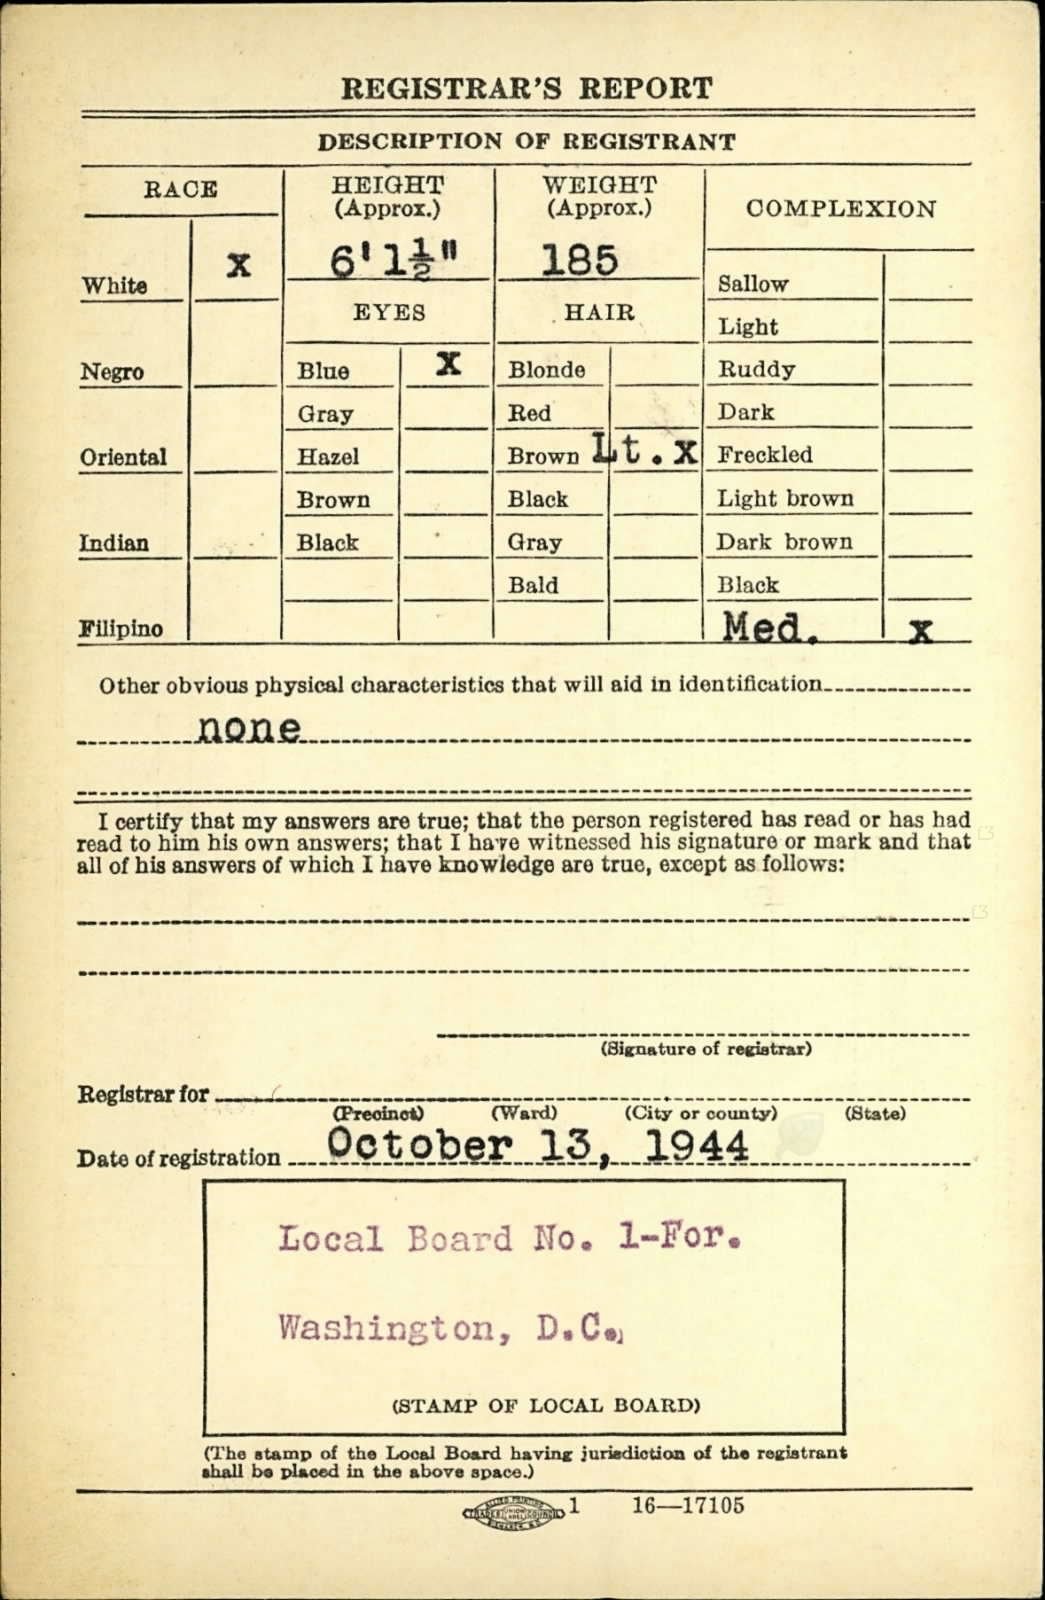 REGISTRAR'S REPORT
DESCRIPTION OF REGISTRANT
RACE
HEIGHT
(Approx.)
WEIGHT
(Approx.)
COMPLEXION
White x
6' 1½"
185
EYES
HAIR
Sallow
Light
Negro
Blue x
Blonde
Ruddy
Gray
Red
Dark
Oriental
Hazel
Brown Lt. x
Freckled
Brown
Black
Light brown
Indian
Black
Gray
Dark brown
Bald
Black
Filipino
Med. x
Other obvious physical characteristics that will aid in identification
none
I certify that my answers are true; that the person registered has read or has had
read to him his own answers; that I have witnessed his signature or mark and that
all of his answers of which I have knowledge are true, except as follows:
(Signature of registrar)
Registrar for
(Precinct) (Ward) (City or county) (State)
Date of registration October 13, 1944
Local Board No. 1-For.
Washington, D.C.
(STAMP OF LOCAL BOARD)
(The stamp of the Local Board having jurisdiction of the registrant
shall be placed in the above space.)
ALLIED PRINTING
TRADES UNION LABEL COUNCIL
1 16—17105